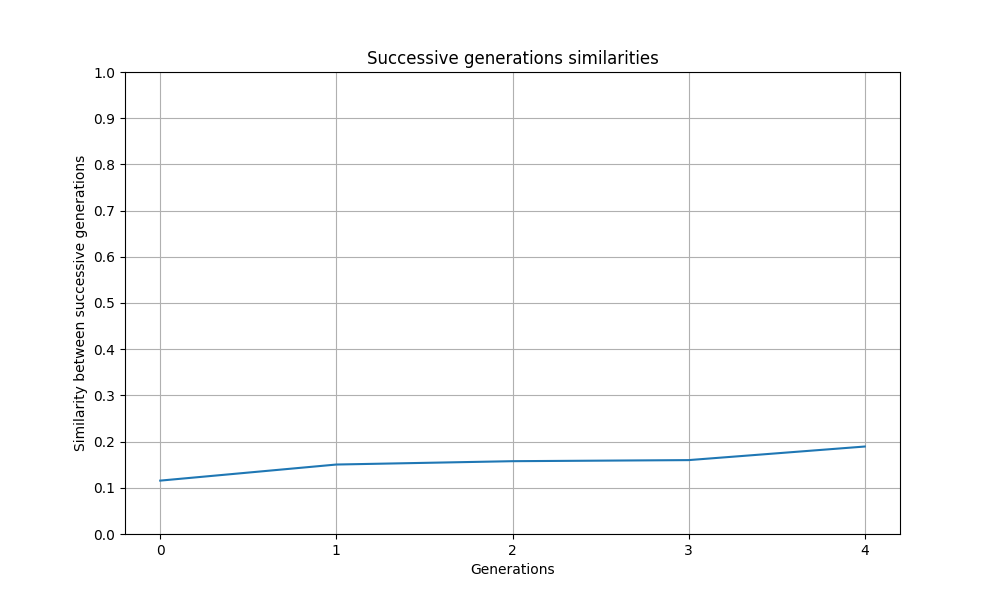 Successive generations similarities
Similarity between successive generations
1.0
0.9
0.8
0.7
0.6
0.5
0.4
0.3
0.2
0.1
0.0
0 1 2 3 4
Generations